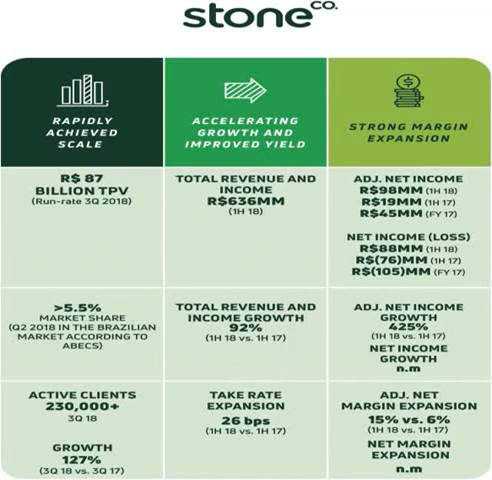 stone CO.
RAPIDLY
ACHIEVED
SCALE
ACCELERATING
GROWTH AND
IMPROVED YIELD
STRONG MARGIN
EXPANSION
R$ 87
BILLION TPV
(Run-rate 3Q 2018)
TOTAL REVENUE AND
INCOME
R$636MM
(1H 18)
ADJ. NET INCOME
R$98MM (1H 18)
R$19MM (1H 17)
R$45MM (FY 17)
NET INCOME (LOSS)
R$88MM (1H 18)
R$(76)MM (1H 17)
R$(105)MM (FY 17)
>5.5%
MARKET SHARE
(Q2 2018 IN THE BRAZILIAN
MARKET ACCORDING TO
ABECS)
TOTAL REVENUE AND
INCOME GROWTH
92%
(1H 18 vs. 1H 17)
ADJ. NET INCOME
GROWTH
425%
(1H 18 vs. 1H 17)
NET INCOME
GROWTH
n.m
ACTIVE CLIENTS
230,000+
3Q 18
GROWTH
127%
(3Q 18 vs. 3Q 17)
TAKE RATE
EXPANSION
26 bps
(1H 18 vs. 1H 17)
ADJ. NET
MARGIN EXPANSION
15% vs. 6%
(1H 18 vs. 1H 17)
NET MARGIN
EXPANSION
n.m